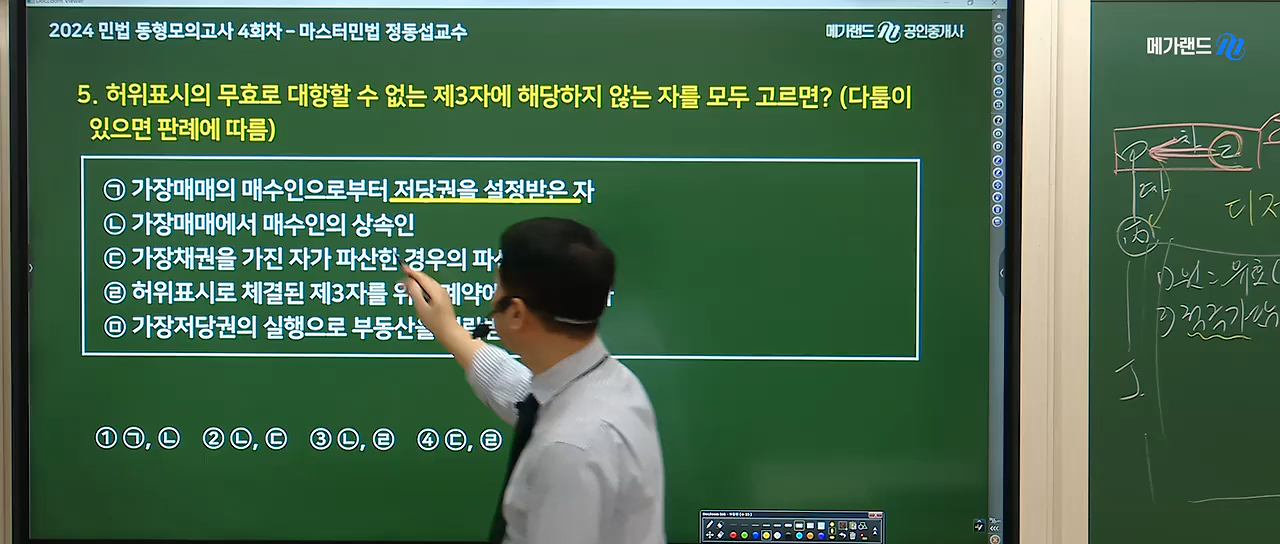 2024 민법 동형모의고사 4회차 – 마스터민법 정동섭교수
메가랜드 공인중개사
메가랜드
5. 허위표시의 무효로 대항할 수 없는 제3자에 해당하지 않는 자를 모두 고르면? (다툼이
있으면 판례에 따름)
㉠ 가장매매의 매수인으로부터 저당권을 설정받은 자
㉡ 가장매매에서 매수인의 상속인
㉢ 가장채권을 가진 자가 파산한 경우의
㉣ 허위표시로 체결된 제3자를
㉤ 가장저당권의 실행으로 부동산을
① ㉠, ㉡ ② ㉡, ㉢ ③ ㉡, ㉣ ④ ㉢, ㉣